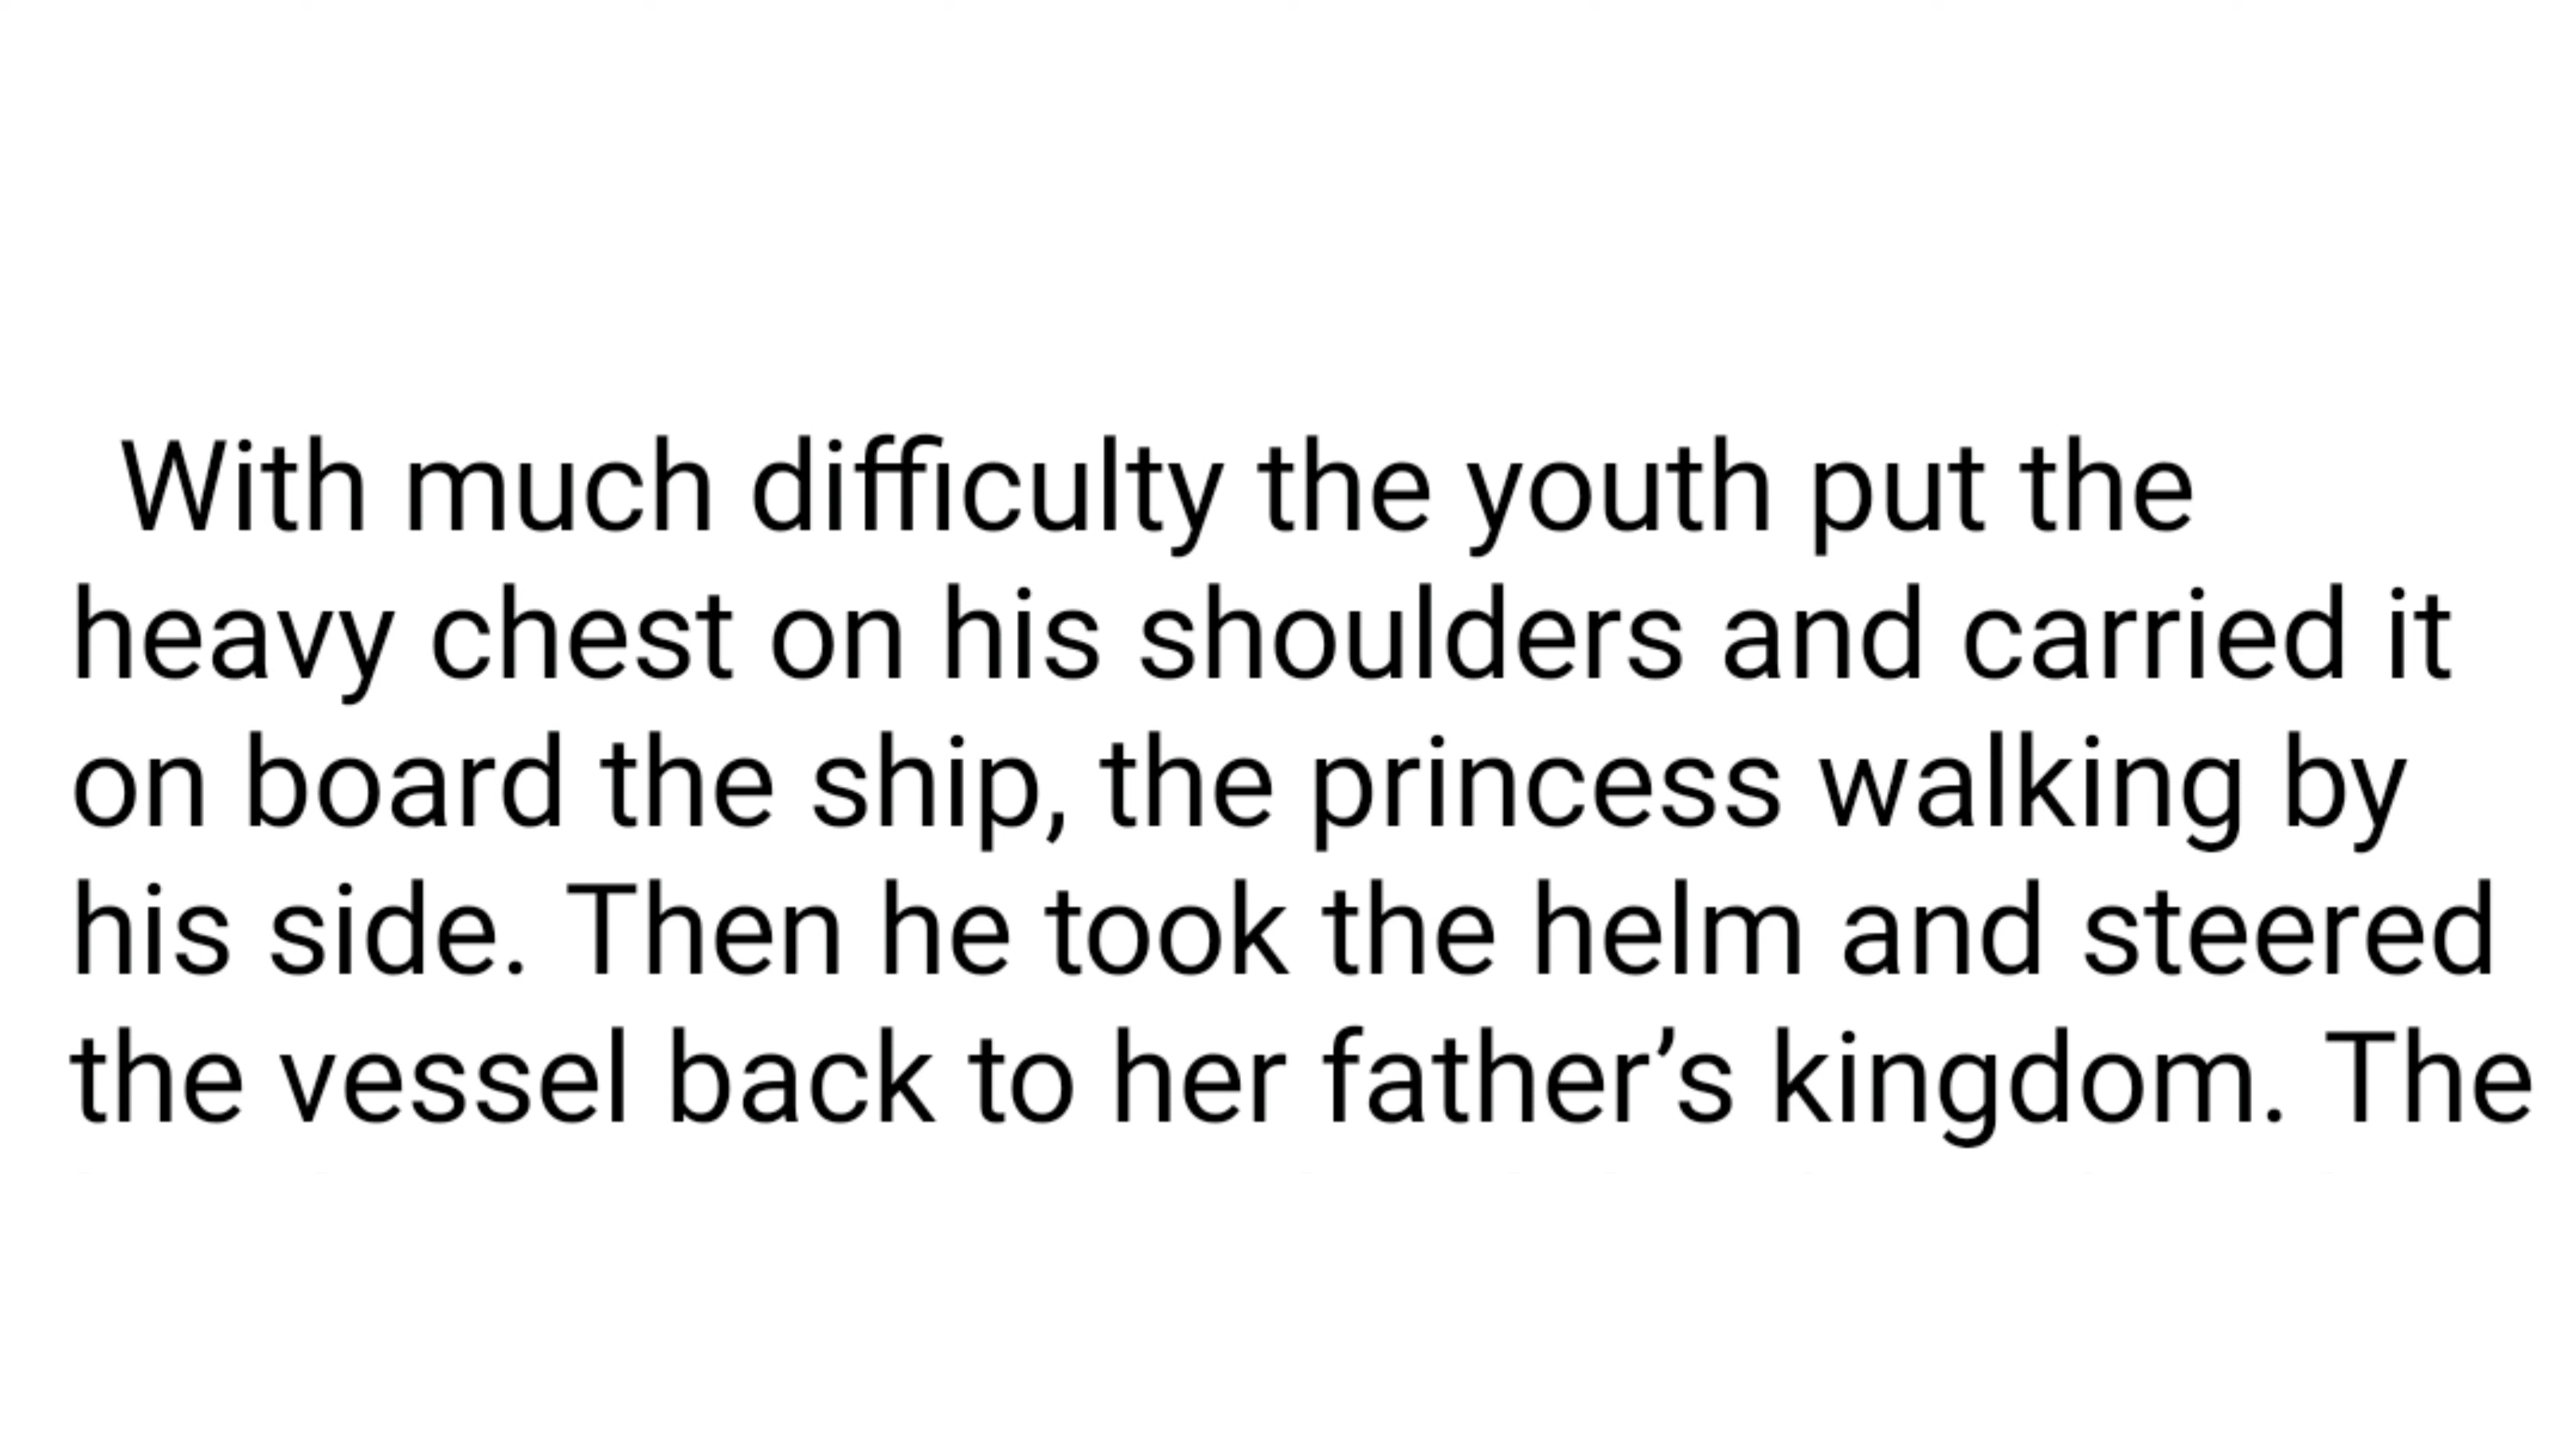 With much difficulty the youth put the
heavy chest on his shoulders and carried it
on board the ship, the princess walking by
his side. Then he took the helm and steered
the vessel back to her father’s kingdom. The